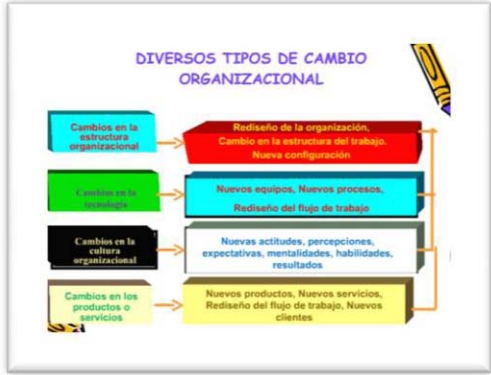 DIVERSOS TIPOS DE CAMBIO
ORGANIZACIONAL
Cambios en la
estructura
organizacional
Rediseño de la organización,
Cambio en la estructura del trabajo.
Nueva configuración
Cambios en la
tecnología
Nuevos equipos, Nuevos procesos,
Rediseño del flujo de trabajo
Cambios en la
cultura
organizacional
Nuevas actitudes, percepciones,
expectativas, mentalidades, habilidades,
resultados
Cambios en los
productos o
servicios
Nuevos productos, Nuevos servicios,
Rediseño del flujo de trabajo, Nuevos
clientes